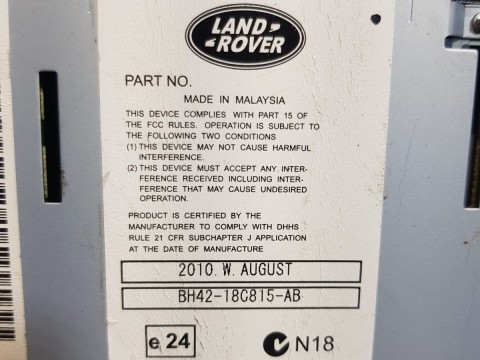 LAND
ROVER
PART NO.
MADE IN MALAYSIA
THIS DEVICE COMPLIES WITH PART 15 OF
THE FCC RULES. OPERATION IS SUBJECT TO
THE FOLLOWING TWO CONDITIONS
(1) THIS DEVICE MAY NOT CAUSE HARMFUL
INTERFERENCE.
(2) THIS DEVICE MUST ACCEPT ANY INTER-
FERENCE RECEIVED INCLUDING INTER-
FERENCE THAT MAY CAUSE UNDESIRED
OPERATION.
PRODUCT IS CERTIFIED BY THE
MANUFACTURER TO COMPLY WITH DHHS
RULE 21 CFR SUBCHAPTER J APPLICATION
AT THE DATE OF MANUFACTURE
2010. W. AUGUST
BH42-18C815-AB
e 24
N18